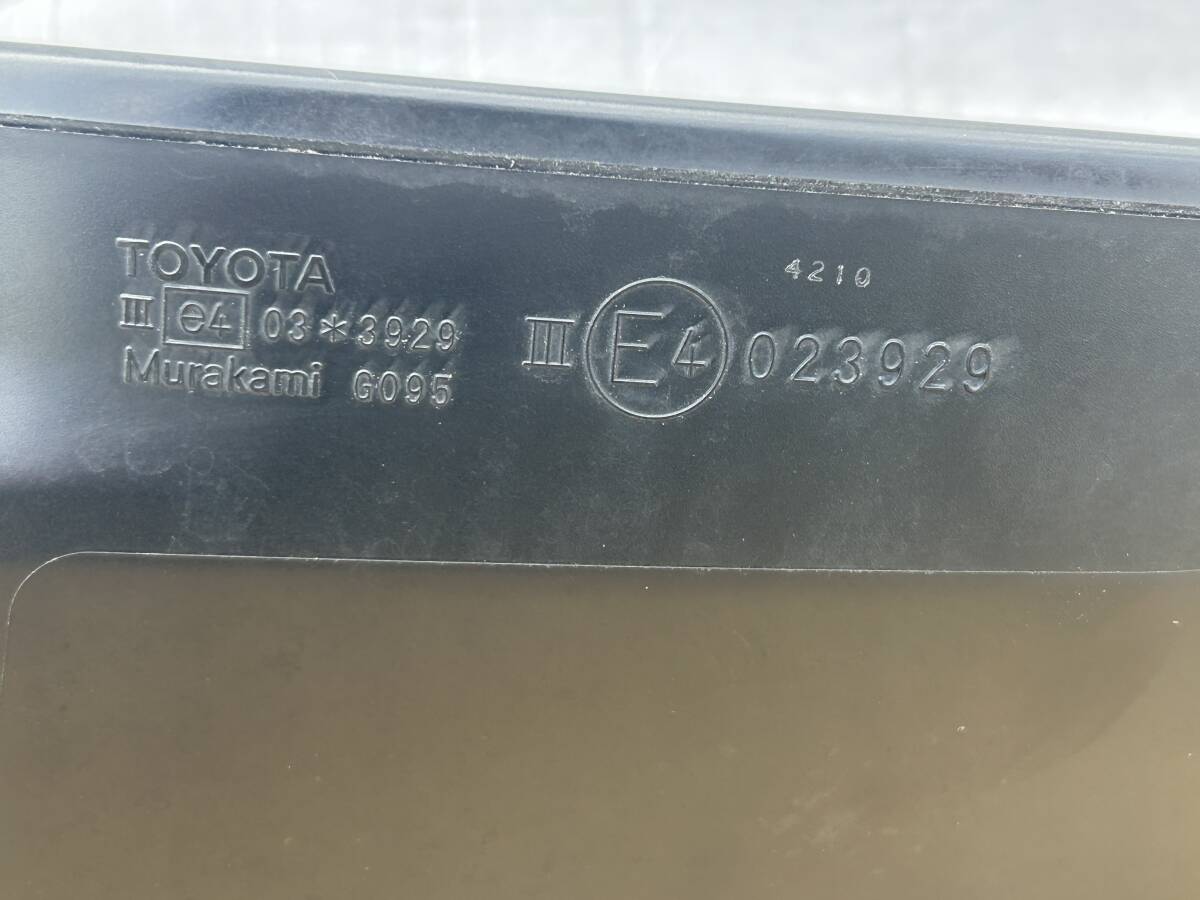 TOYOTA
III e4 03*3929
Murakami G095
4210
III E4 023929